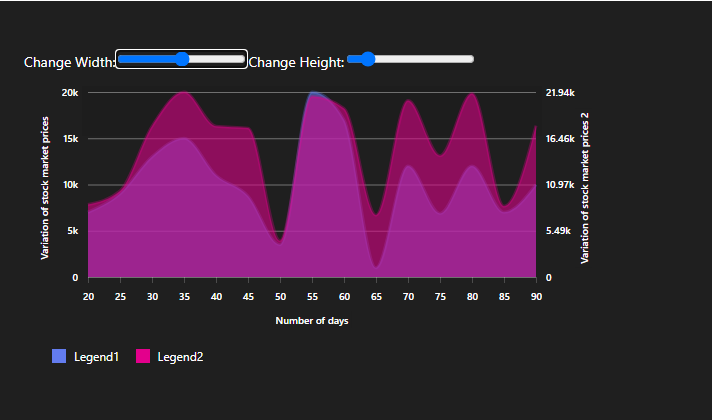 Change Width: Change Height:
20k
15k
10k
5k
0
Variation of stock market prices
21.94k
16.46k
10.97k
5.49k
0
Variation of stock market prices 2
20 25 30 35 40 45 50 55 60 65 70 75 80 85 90
Number of days
Legend1 Legend2